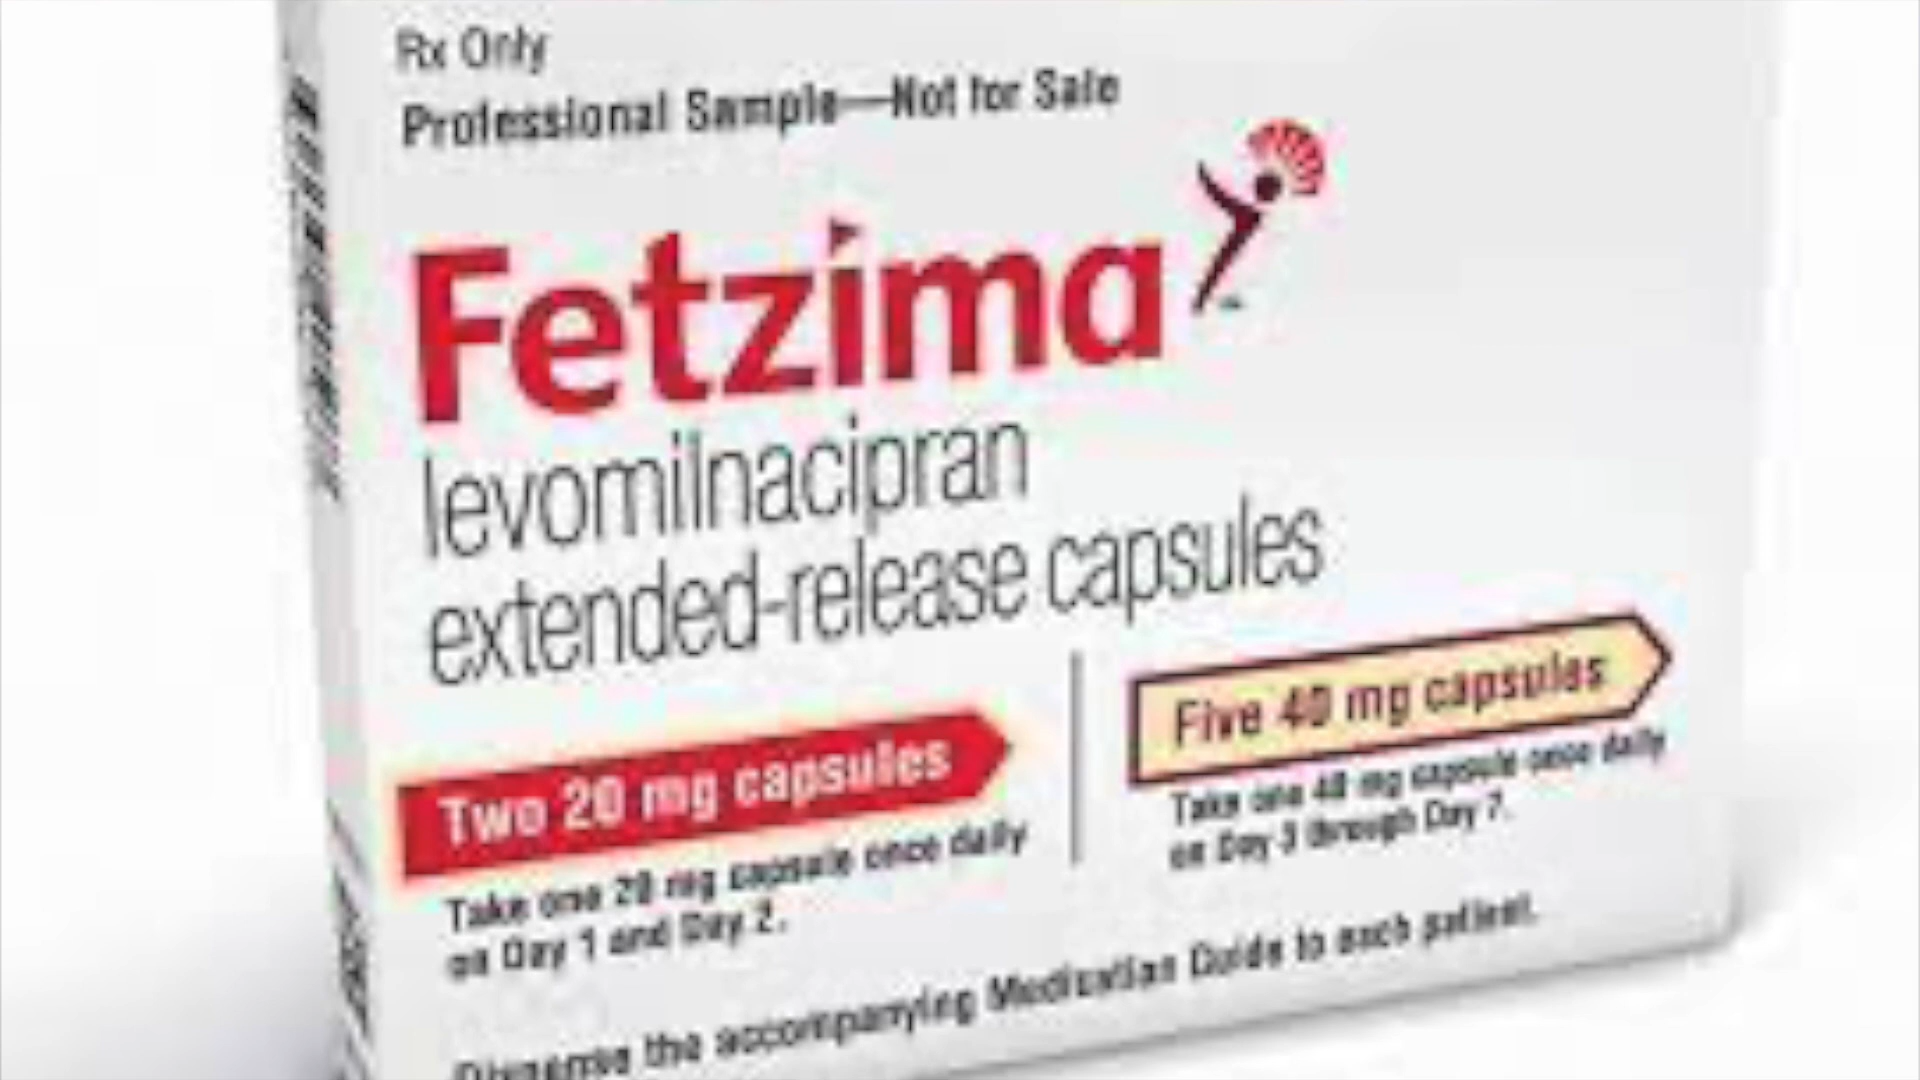 Rx Only
Professional Sample—Not for Sale
Fetzima
levomilnacipran
extended-release capsules
Two 20 mg capsules
Take one 20 mg capsule once daily
on Day 1 and Day 2.
Five 40 mg capsules
Take one 40 mg capsule once daily
on Day 3 through Day 7.
Dispense the accompanying Medication Guide to each patient.